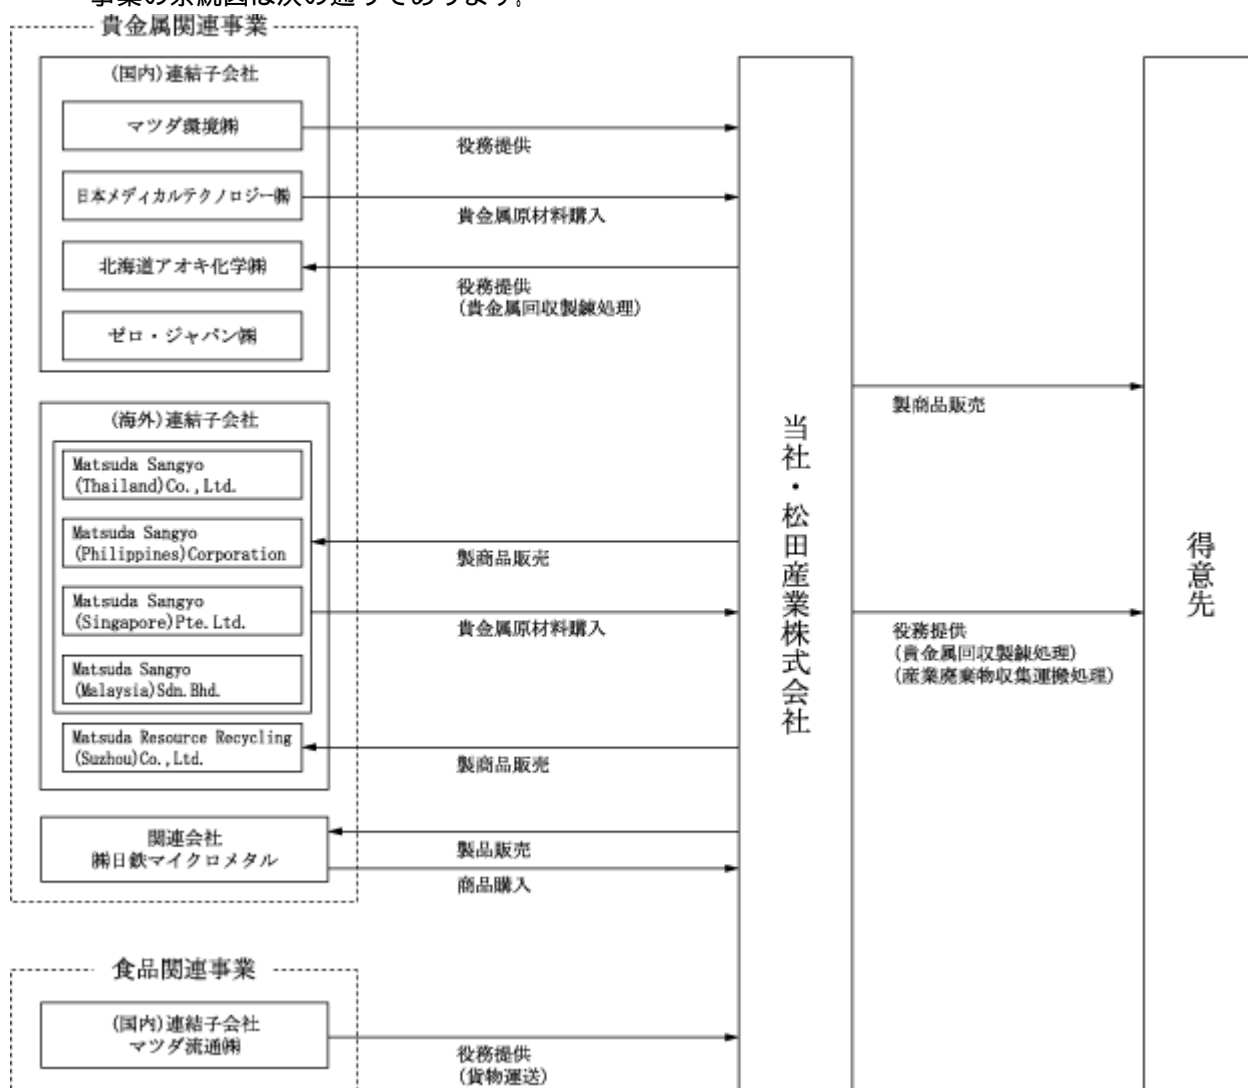 事業の系統図は次の通りであります。
貴金属関連事業
(国内)連結子会社
マツダ環境㈱
役務提供
日本メディカルテクノロジー㈱
貴金属原材料購入
北海道アオキ化学㈱
役務提供
(貴金属回収製錬処理)
ゼロ・ジャパン㈱
(海外)連結子会社
Matsuda Sangyo
(Thailand)Co.,Ltd.
Matsuda Sangyo
(Philippines)Corporation
製商品販売
Matsuda Sangyo
(Singapore)Pte.Ltd.
貴金属原材料購入
Matsuda Sangyo
(Malaysia)Sdn.Bhd.
Matsuda Resource Recycling
(Suzhou)Co.,Ltd.
製商品販売
関連会社
㈱日鉄マイクロメタル
製品販売
商品購入
食品関連事業
(国内)連結子会社
マツダ流通㈱
役務提供
(貨物運送)
当社・松田産業株式会社
製商品販売
役務提供
(貴金属回収製錬処理)
(産業廃棄物収集運搬処理)
得意先